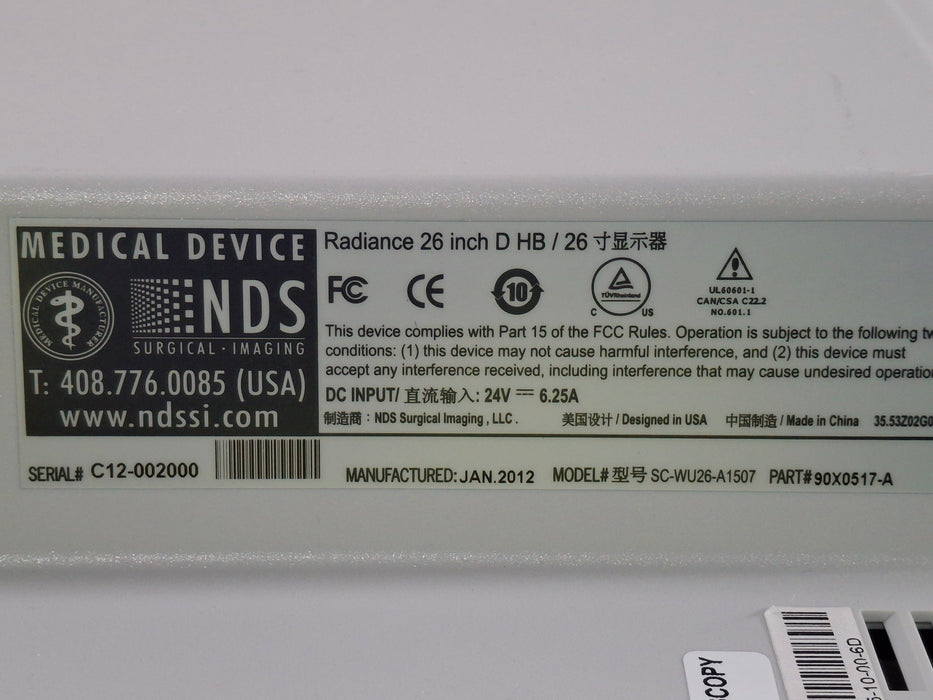 MEDICAL DEVICE
MEDICAL DEVICE MANUFACTURER
NDS
SURGICAL · IMAGING
T: 408.776.0085 (USA)
www.ndssi.com
Radiance 26 inch D HB / 26 寸显示器
FC CE 10 TÜVRheinland C US
UL60601-1
CAN/CSA C22.2
NO.601.1
This device complies with Part 15 of the FCC Rules. Operation is subject to the following
conditions: (1) this device may not cause harmful interference, and (2) this device must
accept any interference received, including interference that may cause undesired operatio
DC INPUT/ 直流输入: 24V ⎓ 6.25A
制造商：NDS Surgical Imaging , LLC . 美国设计 / Designed in USA 中国制造 / Made in China 35.53Z02G0
SERIAL# C12-002000 MANUFACTURED: JAN.2012 MODEL# 型号 SC-WU26-A1507 PART# 90X0517-A
COPY
10-00-6D